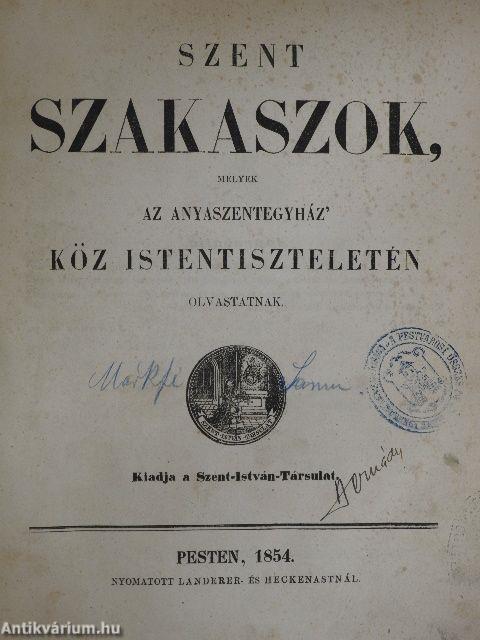 SZENT
SZAKASZOK,
MELYEK
AZ ANYASZENTEGYHÁZ'
KÖZ ISTENTISZTELETÉN
OLVASTATNAK.
Kiadja a Szent-István-Társulat.
PESTEN, 1854.
NYOMATOTT LANDERER- ÉS HECKENASTNÁL.
Antikvárium.hu